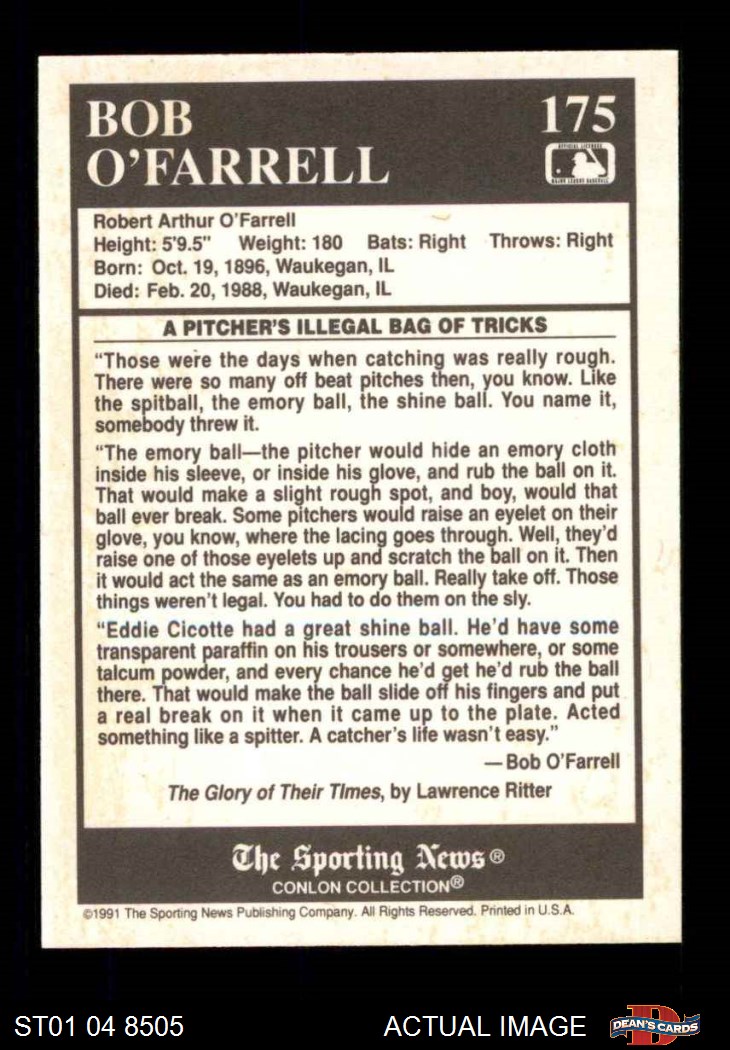 BOB
O'FARRELL
175
OFFICIAL LICENSEE
MAJOR LEAGUE BASEBALL
Robert Arthur O'Farrell
Height: 5'9.5" Weight: 180 Bats: Right Throws: Right
Born: Oct. 19, 1896, Waukegan, IL
Died: Feb. 20, 1988, Waukegan, IL
A PITCHER'S ILLEGAL BAG OF TRICKS
“Those were the days when catching was really rough.
There were so many off beat pitches then, you know. Like
the spitball, the emory ball, the shine ball. You name it,
somebody threw it.
“The emory ball—the pitcher would hide an emory cloth
inside his sleeve, or inside his glove, and rub the ball on it.
That would make a slight rough spot, and boy, would that
ball ever break. Some pitchers would raise an eyelet on their
glove, you know, where the lacing goes through. Well, they'd
raise one of those eyelets up and scratch the ball on it. Then
it would act the same as an emory ball. Really take off. Those
things weren't legal. You had to do them on the sly.
“Eddie Cicotte had a great shine ball. He'd have some
transparent paraffin on his trousers or somewhere, or some
talcum powder, and every chance he'd get he'd rub the ball
there. That would make the ball slide off his fingers and put
a real break on it when it came up to the plate. Acted
something like a spitter. A catcher's life wasn't easy.”
—Bob O'Farrell
The Glory of Their TImes, by Lawrence Ritter
The Sporting News®
CONLON COLLECTION®
©1991 The Sporting News Publishing Company. All Rights Reserved. Printed in U.S.A.
ST01 04 8505
ACTUAL IMAGE
D
DEAN'S CARDS